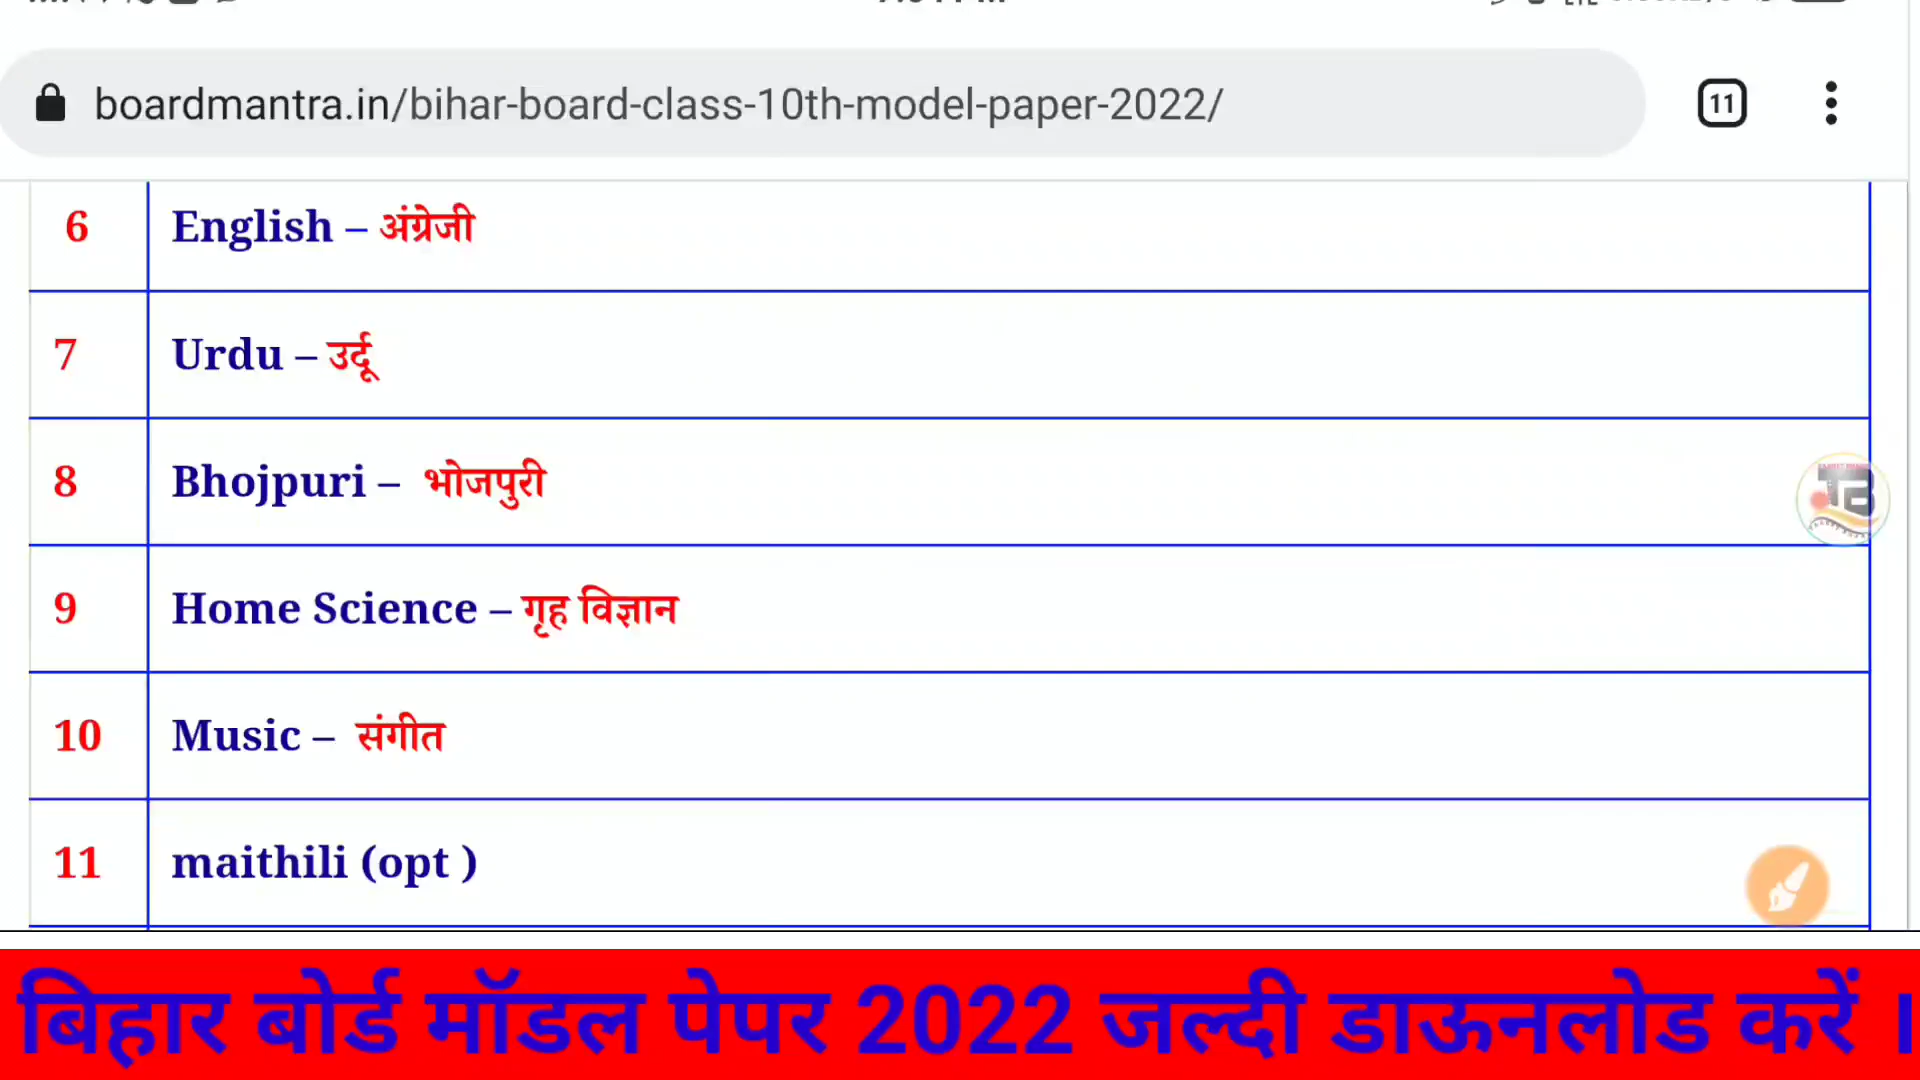 boardmantra.in/bihar-board-class-10th-model-paper-2022/
11
6 English – अंग्रेजी
7 Urdu – उर्दू
8 Bhojpuri – भोजपुरी
9 Home Science – गृह विज्ञान
10 Music – संगीत
11 maithili (opt )
बिहार बोर्ड मॉडल पेपर 2022 जल्दी डाऊनलोड करें ।